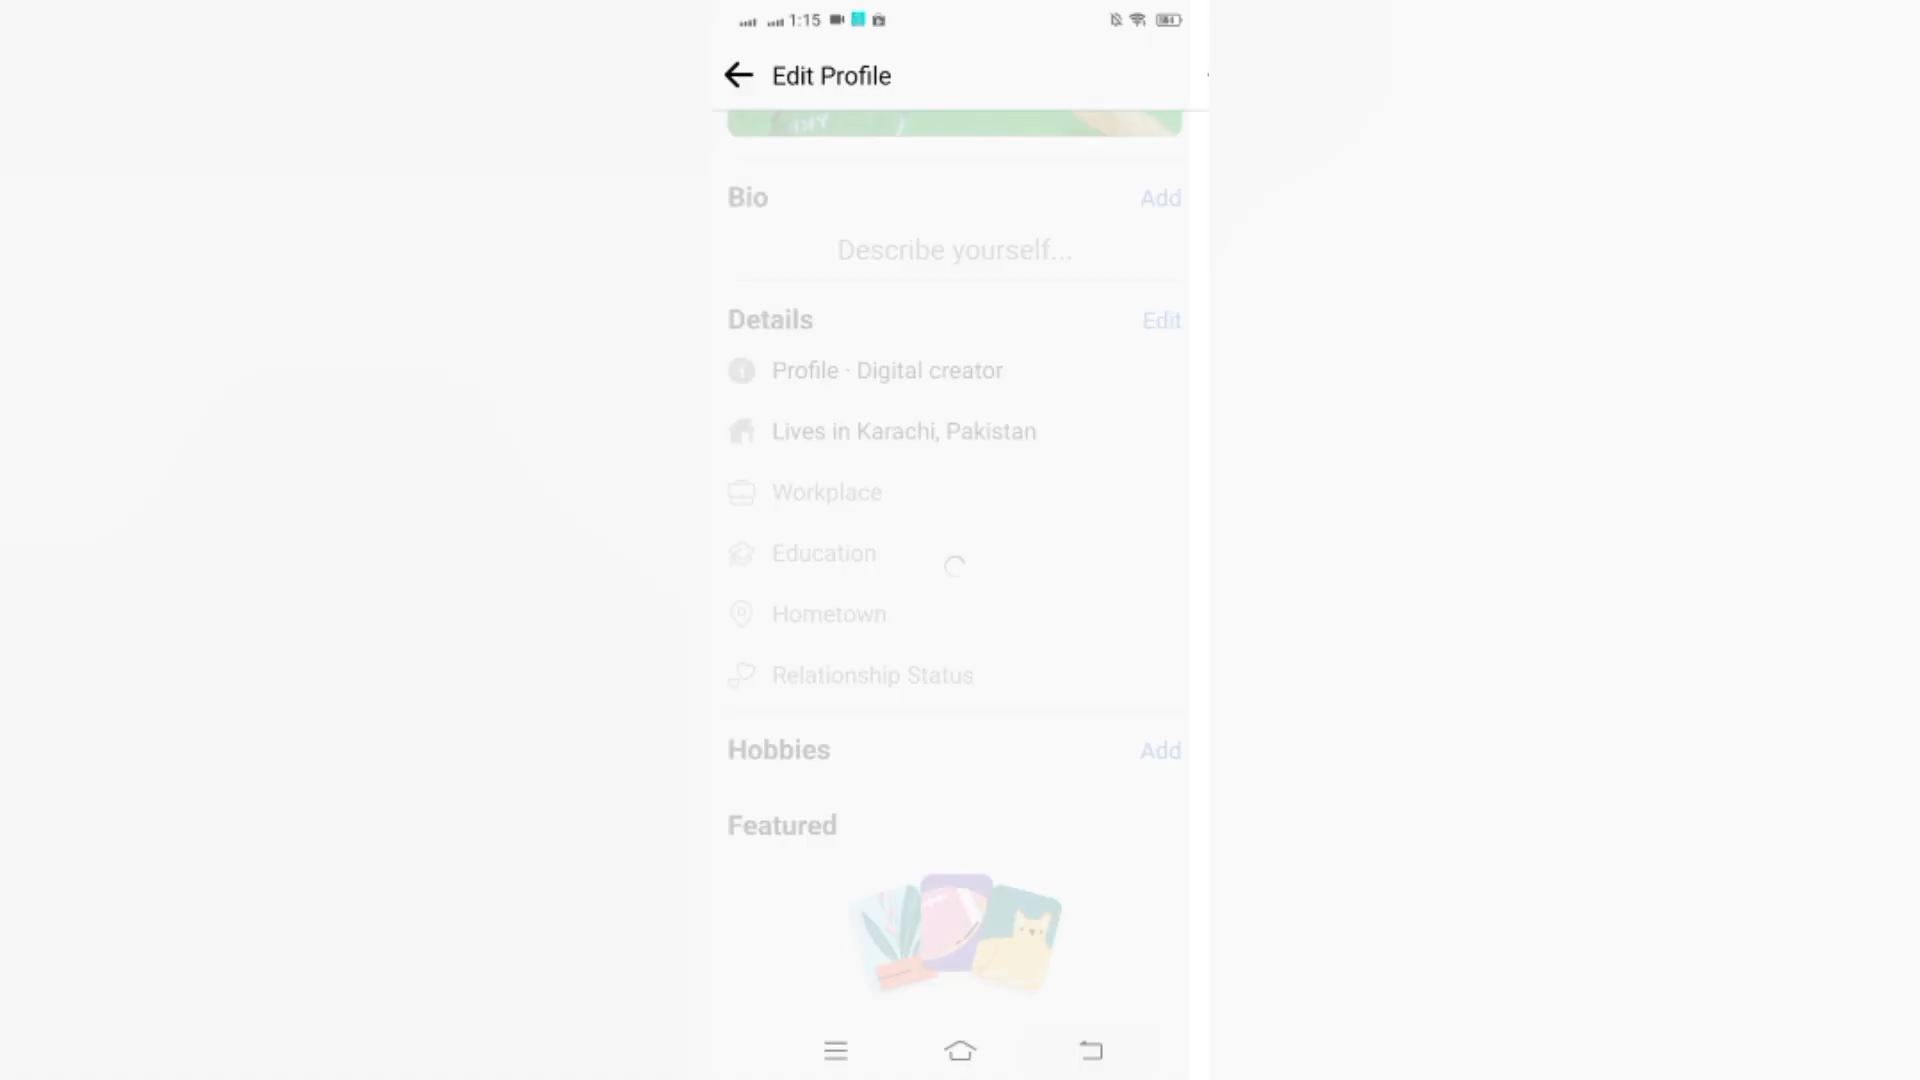 1:15
Edit Profile
Bio
Add
Describe yourself...
Details
Edit
Profile · Digital creator
Lives in Karachi, Pakistan
Workplace
Education
Hometown
Relationship Status
Hobbies
Add
Featured